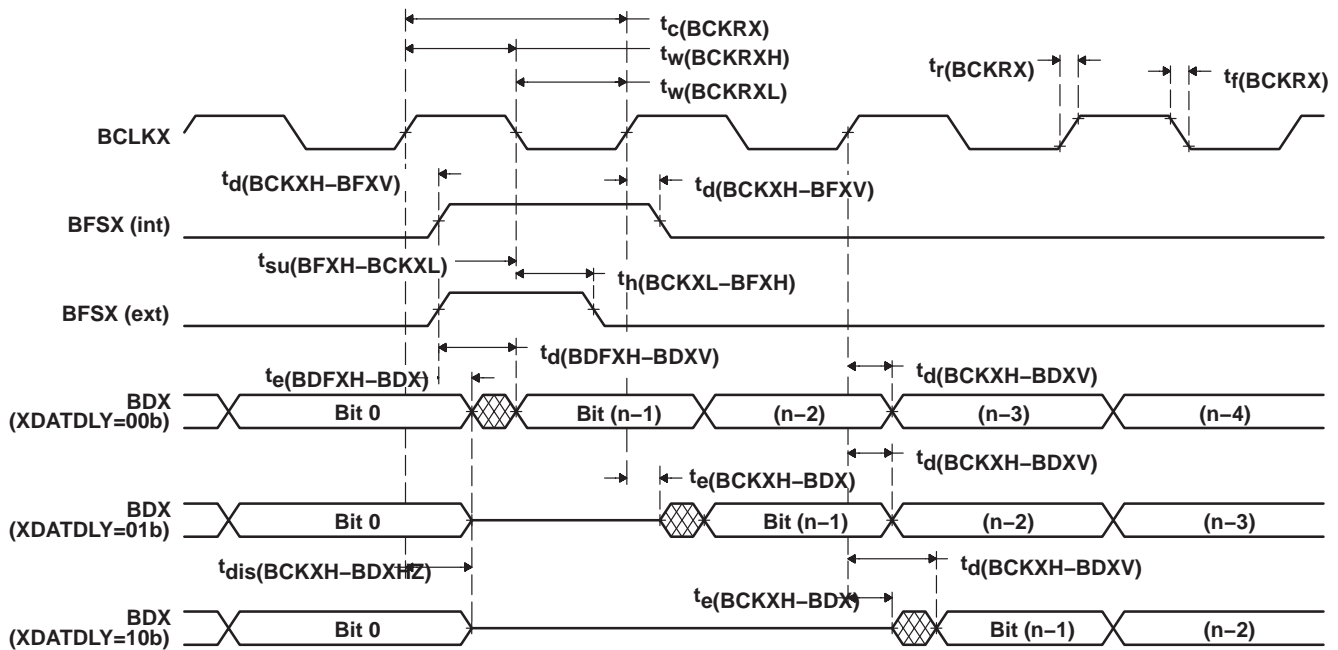 tc(BCKRX)
tw(BCKRXH)
tr(BCKRX)
tf(BCKRX)
tw(BCKRXL)
BCLKX
td(BCKXH–BFXV)
td(BCKXH–BFXV)
BFSX (int)
tsu(BFXH–BCKXL)
th(BCKXL–BFXH)
BFSX (ext)
td(BDFXH–BDXV)
te(BDFXH–BDX)
td(BCKXH–BDXV)
BDX
(XDATDLY=00b)
Bit 0
Bit (n–1)
(n–2)
(n–3)
(n–4)
td(BCKXH–BDXV)
te(BCKXH–BDX)
BDX
(XDATDLY=01b)
Bit 0
Bit (n–1)
(n–2)
(n–3)
tdis(BCKXH–BDXHZ)
td(BCKXH–BDXV)
te(BCKXH–BDX)
BDX
(XDATDLY=10b)
Bit 0
Bit (n–1)
(n–2)